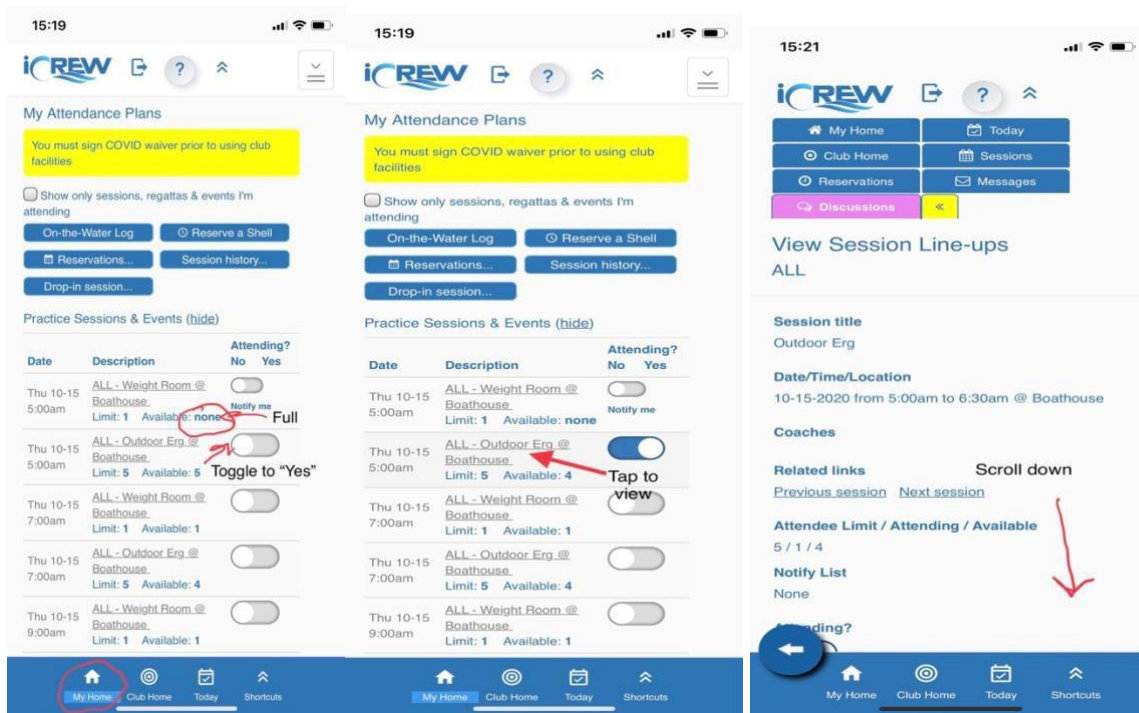 15:19
iCREW
?
My Attendance Plans
You must sign COVID waiver prior to using club
facilities
Show only sessions, regattas & events I'm
attending
On-the-Water Log
Reserve a Shell
Reservations...
Session history...
Drop-in session...
Practice Sessions & Events (hide)
Attending?
Date Description No Yes
Thu 10-15
5:00am
ALL - Weight Room @
Boathouse
Limit: 1 Available: none
Notify me
Full
Thu 10-15
5:00am
ALL - Outdoor Erg @
Boathouse
Limit: 5 Available: 5
Toggle to “Yes”
Thu 10-15
7:00am
ALL - Weight Room @
Boathouse
Limit: 1 Available: 1
Thu 10-15
7:00am
ALL - Outdoor Erg @
Boathouse
Limit: 5 Available: 4
Thu 10-15
9:00am
ALL - Weight Room @
Boathouse
Limit: 1 Available: 1
My Home Club Home Today Shortcuts
15:19
iCREW
?
My Attendance Plans
You must sign COVID waiver prior to using club
facilities
Show only sessions, regattas & events I'm
attending
On-the-Water Log
Reserve a Shell
Reservations...
Session history...
Drop-in session...
Practice Sessions & Events (hide)
Attending?
Date Description No Yes
Thu 10-15
5:00am
ALL - Weight Room @
Boathouse
Limit: 1 Available: none
Notify me
Thu 10-15
5:00am
ALL - Outdoor Erg @
Boathouse
Limit: 5 Available: 4
Tap to
view
Thu 10-15
7:00am
ALL - Weight Room @
Boathouse
Limit: 1 Available: 1
Thu 10-15
7:00am
ALL - Outdoor Erg @
Boathouse
Limit: 5 Available: 4
Thu 10-15
9:00am
ALL - Weight Room @
Boathouse
Limit: 1 Available: 1
My Home Club Home Today Shortcuts
15:21
iCREW
?
My Home
Today
Club Home
Sessions
Reservations
Messages
Discussions
«
View Session Line-ups
ALL
Session title
Outdoor Erg
Date/Time/Location
10-15-2020 from 5:00am to 6:30am @ Boathouse
Coaches
Related links
Scroll down
Previous session Next session
Attendee Limit / Attending / Available
5 / 1 / 4
Notify List
None
My Home Club Home Today Shortcuts